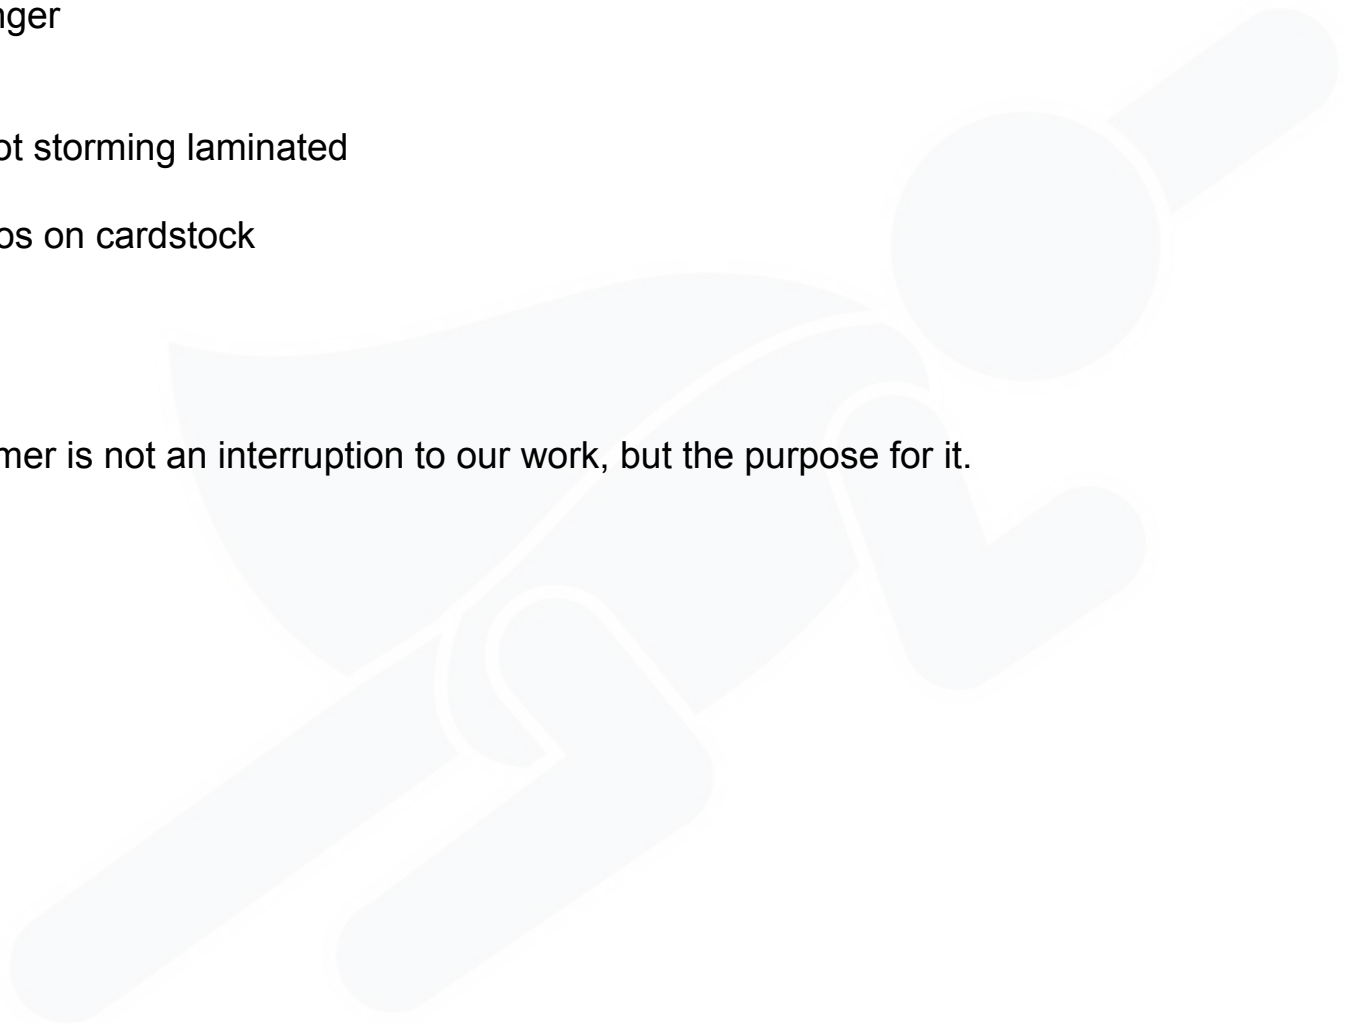 nger
ot storming laminated
os on cardstock
mer is not an interruption to our work, but the purpose for it.